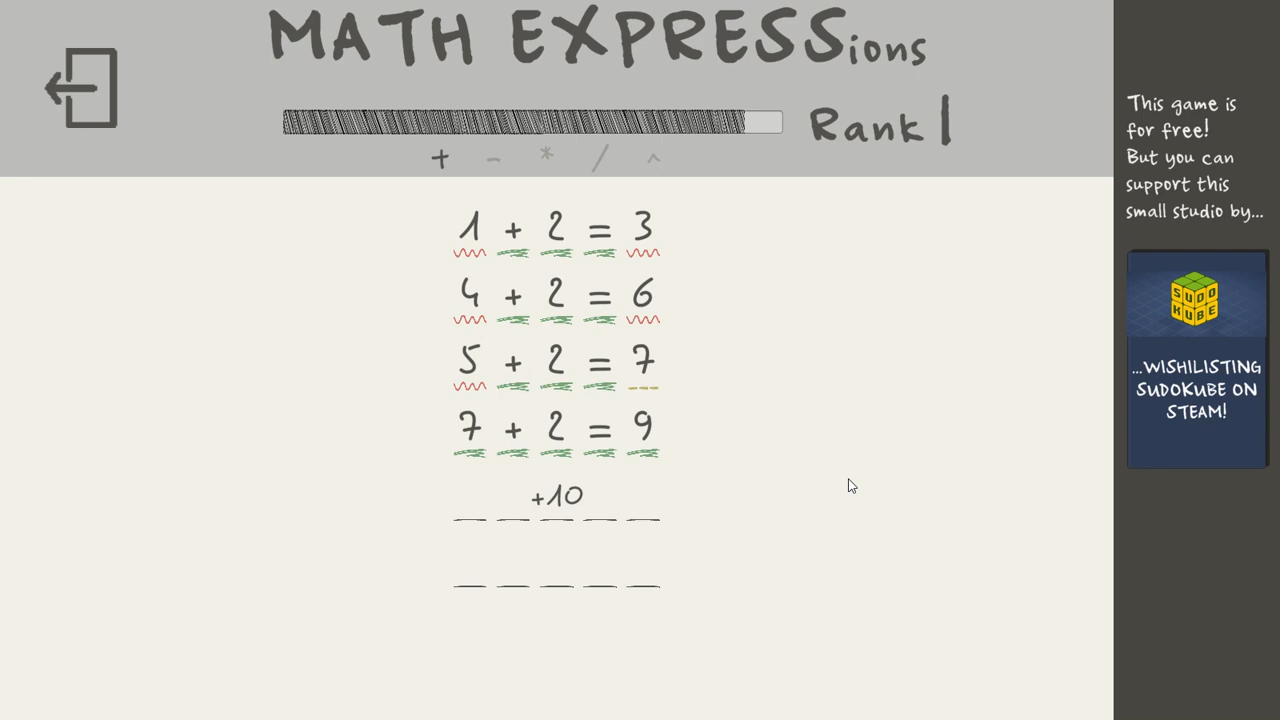 MATH EXPRESSions
Rank 1
+ - * / ^
1 + 2 = 3
4 + 2 = 6
5 + 2 = 7
7 + 2 = 9
+10
This game is
for free!
But you can
support this
small studio by...
SUDO
KUBE
...WISHILISTING
SUDOKUBE ON
STEAM!